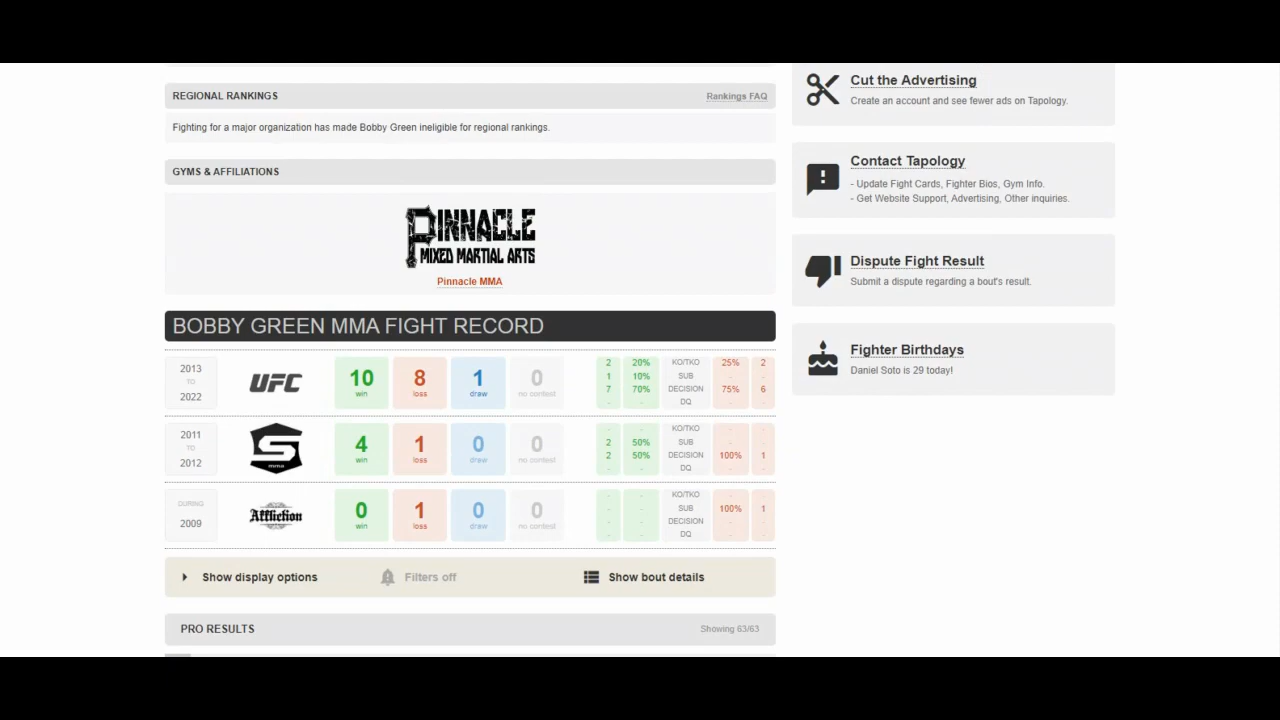 REGIONAL RANKINGS
Rankings FAQ
Fighting for a major organization has made Bobby Green ineligible for regional rankings.
GYMS & AFFILIATIONS
PINNACLE
MIXED MARTIAL ARTS
Pinnacle MMA
BOBBY GREEN MMA FIGHT RECORD
2013 TO 2022
UFC
10 win
8 loss
1 draw
0 no contest
2 20% KO/TKO 25% 2
1 10% SUB - -
7 70% DECISION 75% 6
- - DQ - -
2011 TO 2012
S mma
4 win
1 loss
0 draw
0 no contest
- - KO/TKO - -
2 50% SUB - -
2 50% DECISION 100% 1
- - DQ - -
DURING 2009
Affliction
0 win
1 loss
0 draw
0 no contest
- - KO/TKO - -
- - SUB 100% 1
- - DECISION - -
- - DQ - -
Show display options
Filters off
Show bout details
PRO RESULTS
Showing 63/63
Cut the Advertising
Create an account and see fewer ads on Tapology.
Contact Tapology
- Update Fight Cards, Fighter Bios, Gym Info.
- Get Website Support, Advertising, Other inquiries.
Dispute Fight Result
Submit a dispute regarding a bout's result.
Fighter Birthdays
Daniel Soto is 29 today!